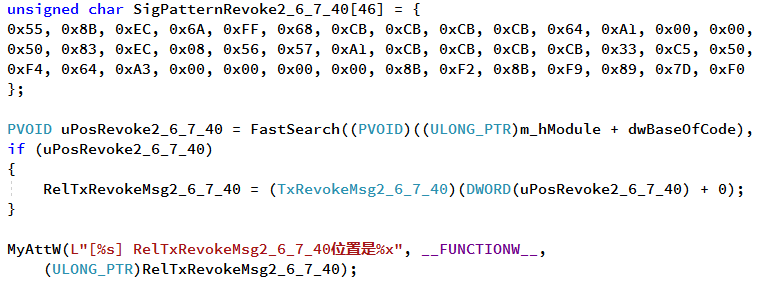 unsigned char SigPatternRevoke2_6_7_40[46] = {
0x55, 0x8B, 0xEC, 0x6A, 0xFF, 0x68, 0xCB, 0xCB, 0xCB, 0xCB, 0x64, 0xA1, 0x00, 0x00,
0x50, 0x83, 0xEC, 0x08, 0x56, 0x57, 0xA1, 0xCB, 0xCB, 0xCB, 0xCB, 0x33, 0xC5, 0x50,
0xF4, 0x64, 0xA3, 0x00, 0x00, 0x00, 0x00, 0x8B, 0xF2, 0x8B, 0xF9, 0x89, 0x7D, 0xF0
};
PVOID uPosRevoke2_6_7_40 = FastSearch((PVOID)((ULONG_PTR)m_hModule + dwBaseOfCode),
if (uPosRevoke2_6_7_40)
{
RelTxRevokeMsg2_6_7_40 = (TxRevokeMsg2_6_7_40)(DWORD(uPosRevoke2_6_7_40) + 0);
}
MyAttW(L"[%s] RelTxRevokeMsg2_6_7_40位置是%x", __FUNCTIONW__,
(ULONG_PTR)RelTxRevokeMsg2_6_7_40);